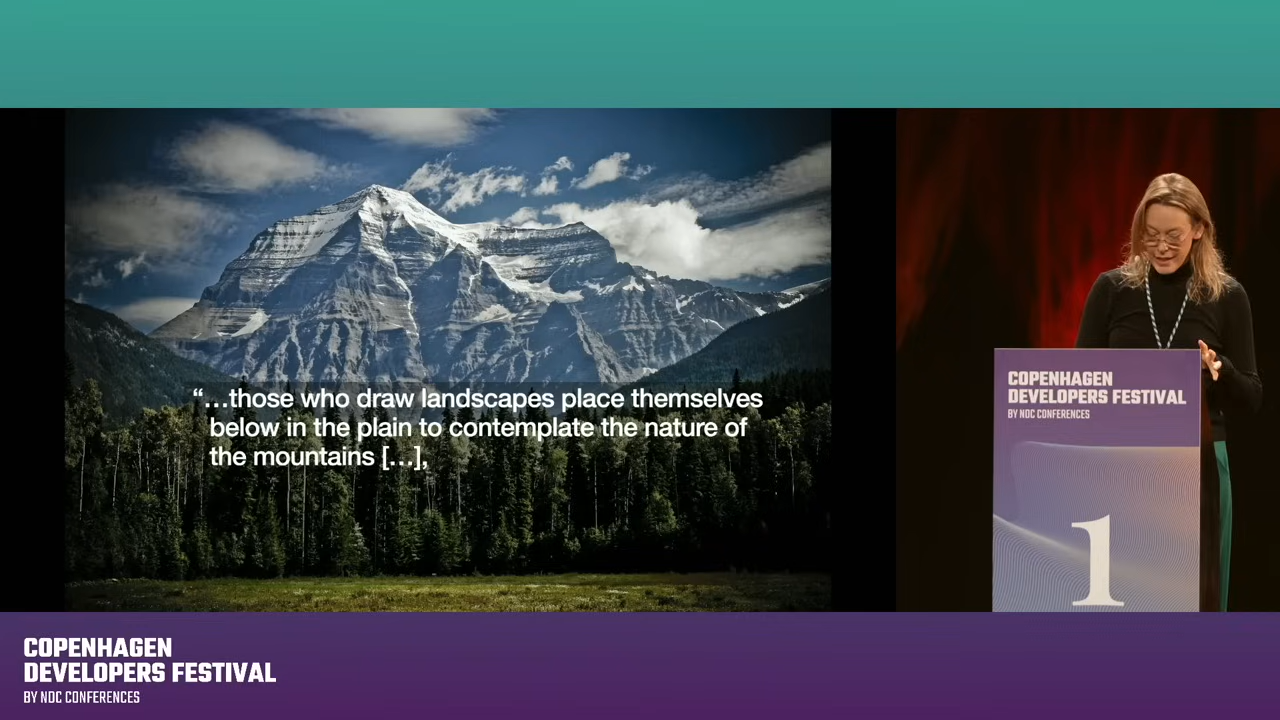 “…those who draw landscapes place themselves
below in the plain to contemplate the nature of
the mountains […],
COPENHAGEN
DEVELOPERS FESTIVAL
BY NDC CONFERENCES
1
COPENHAGEN
DEVELOPERS FESTIVAL
BY NDC CONFERENCES